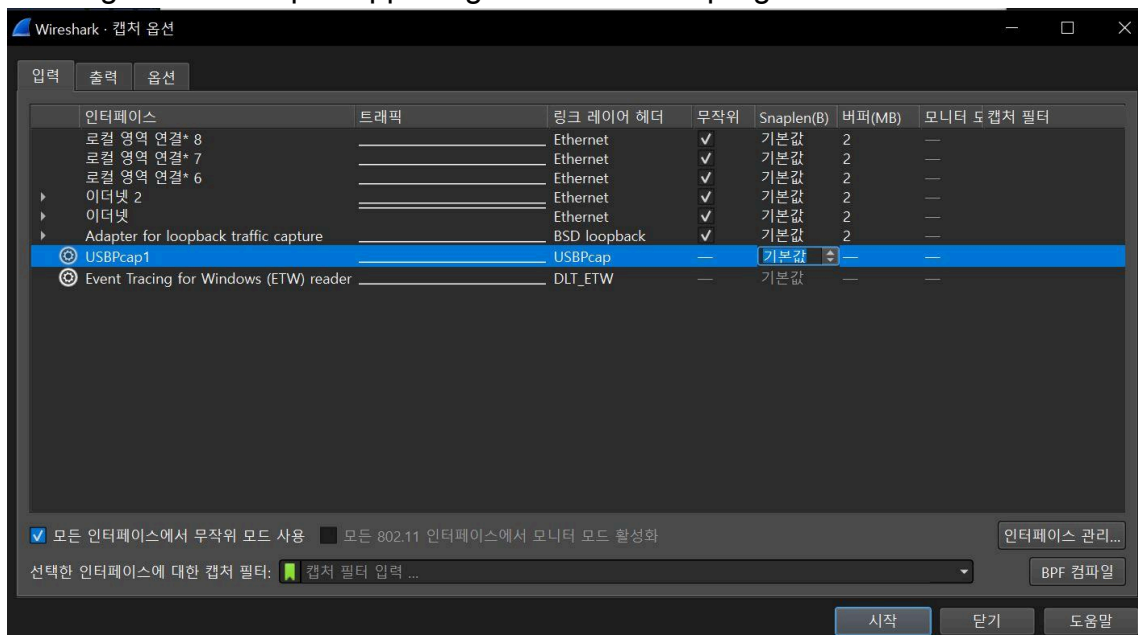 Wireshark · 캡처 옵션
입력 출력 옵션
인터페이스 트래픽 링크 레이어 헤더 무작위 Snaplen(B) 버퍼(MB) 모니터 모 캡처 필터
로컬 영역 연결* 8 Ethernet 기본값 2 —
로컬 영역 연결* 7 Ethernet 기본값 2 —
로컬 영역 연결* 6 Ethernet 기본값 2 —
이더넷 2 Ethernet 기본값 2 —
이더넷 Ethernet 기본값 2 —
Adapter for loopback traffic capture BSD loopback 기본값 2 —
USBPcap1 USBPcap — 기본값 — —
Event Tracing for Windows (ETW) reader DLT_ETW — 기본값 — —
모든 인터페이스에서 무작위 모드 사용 모든 802.11 인터페이스에서 모니터 모드 활성화 인터페이스 관리...
선택한 인터페이스에 대한 캡처 필터: 캡처 필터 입력 ... BPF 컴파일
시작 닫기 도움말